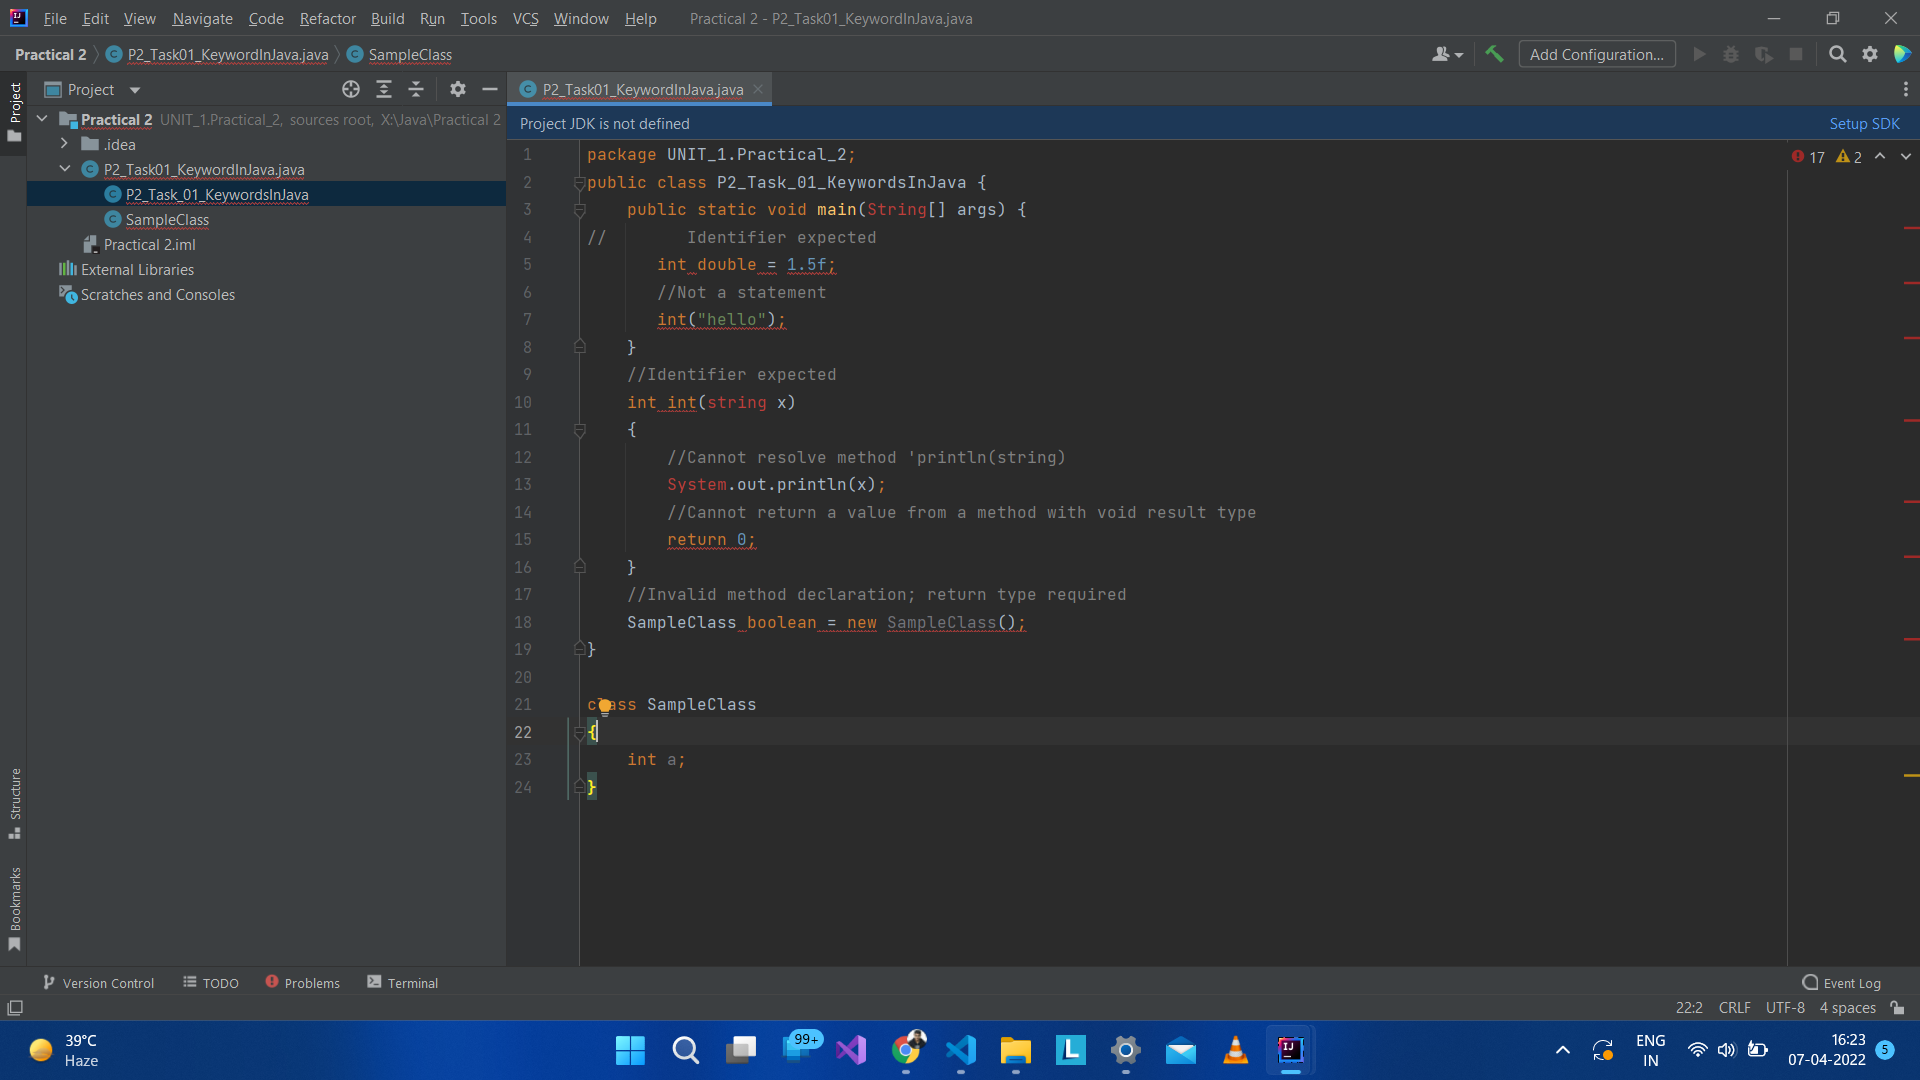 File Edit View Navigate Code Refactor Build Run Tools VCS Window Help Practical 2 - P2_Task01_KeywordInJava.java
Practical 2 P2_Task01_KeywordInJava.java SampleClass Add Configuration...
Project
Project
P2_Task01_KeywordInJava.java
Practical 2 UNIT_1.Practical_2, sources root, X:\Java\Practical 2
.idea
P2_Task01_KeywordInJava.java
P2_Task_01_KeywordsInJava
SampleClass
Practical 2.iml
External Libraries
Scratches and Consoles
Project JDK is not defined Setup SDK
17 2
1 package UNIT_1.Practical_2;
2 public class P2_Task_01_KeywordsInJava {
3 public static void main(String[] args) {
4 // Identifier expected
5 int double = 1.5f;
6 //Not a statement
7 int("hello");
8 }
9 //Identifier expected
10 int int(string x)
11 {
12 //Cannot resolve method 'println(string)
13 System.out.println(x);
14 //Cannot return a value from a method with void result type
15 return 0;
16 }
17 //Invalid method declaration; return type required
18 SampleClass boolean = new SampleClass();
19 }
20
21 class SampleClass
22 {
23 int a;
24 }
Structure
Bookmarks
Version Control TODO Problems Terminal Event Log
22:2 CRLF UTF-8 4 spaces
39°C
Haze
99+
L
IJ
ENG
IN
16:23
07-04-2022
5